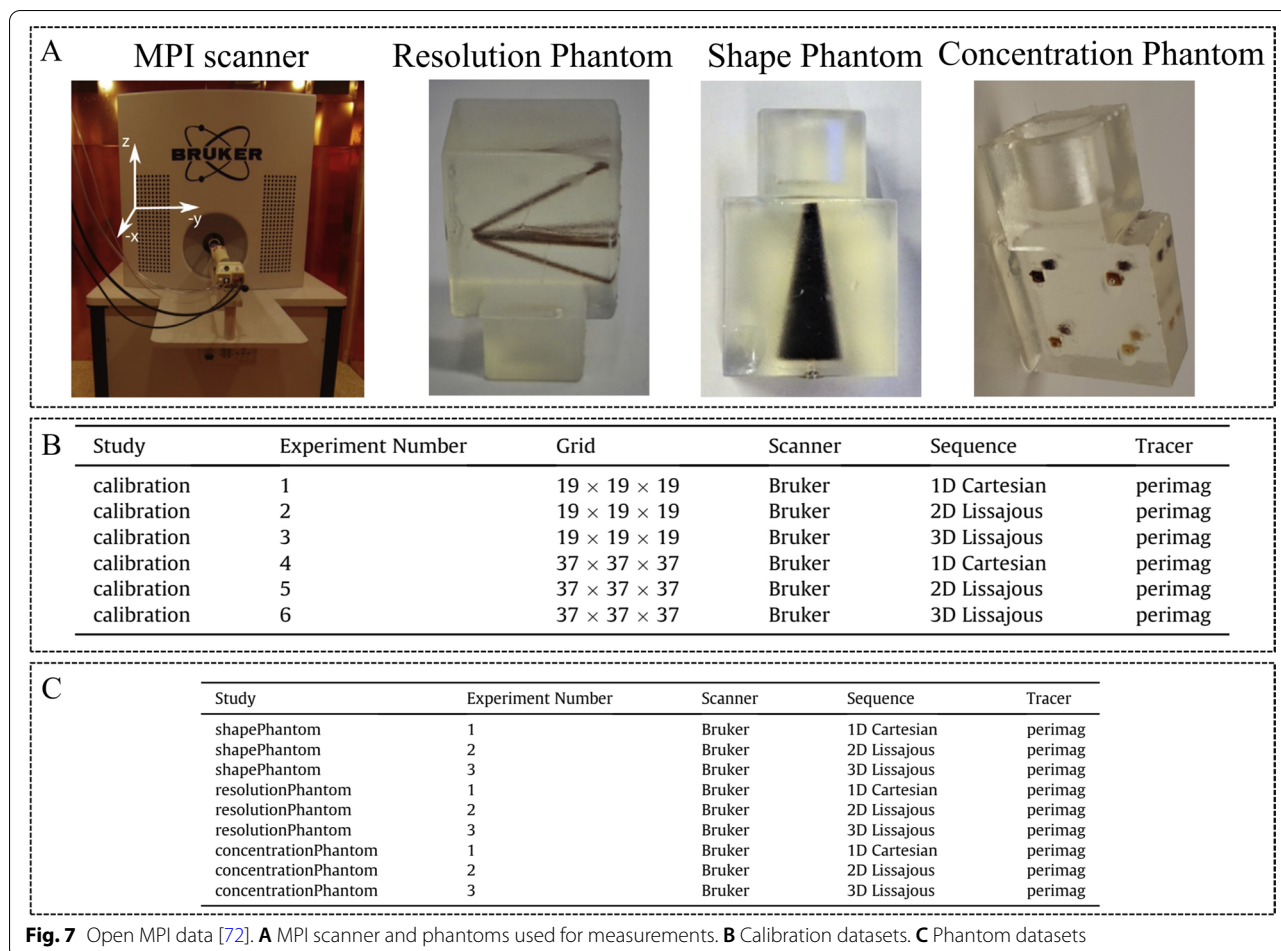 A
MPI scanner
Resolution Phantom
Shape Phantom
Concentration Phantom
BRUKER
z
-y
-x
B
Study Experiment Number Grid Scanner Sequence Tracer
calibration 1 19 × 19 × 19 Bruker 1D Cartesian perimag
calibration 2 19 × 19 × 19 Bruker 2D Lissajous perimag
calibration 3 19 × 19 × 19 Bruker 3D Lissajous perimag
calibration 4 37 × 37 × 37 Bruker 1D Cartesian perimag
calibration 5 37 × 37 × 37 Bruker 2D Lissajous perimag
calibration 6 37 × 37 × 37 Bruker 3D Lissajous perimag
C
Study Experiment Number Scanner Sequence Tracer
shapePhantom 1 Bruker 1D Cartesian perimag
shapePhantom 2 Bruker 2D Lissajous perimag
shapePhantom 3 Bruker 3D Lissajous perimag
resolutionPhantom 1 Bruker 1D Cartesian perimag
resolutionPhantom 2 Bruker 2D Lissajous perimag
resolutionPhantom 3 Bruker 3D Lissajous perimag
concentrationPhantom 1 Bruker 1D Cartesian perimag
concentrationPhantom 2 Bruker 2D Lissajous perimag
concentrationPhantom 3 Bruker 3D Lissajous perimag
Fig. 7 Open MPI data [72]. A MPI scanner and phantoms used for measurements. B Calibration datasets. C Phantom datasets